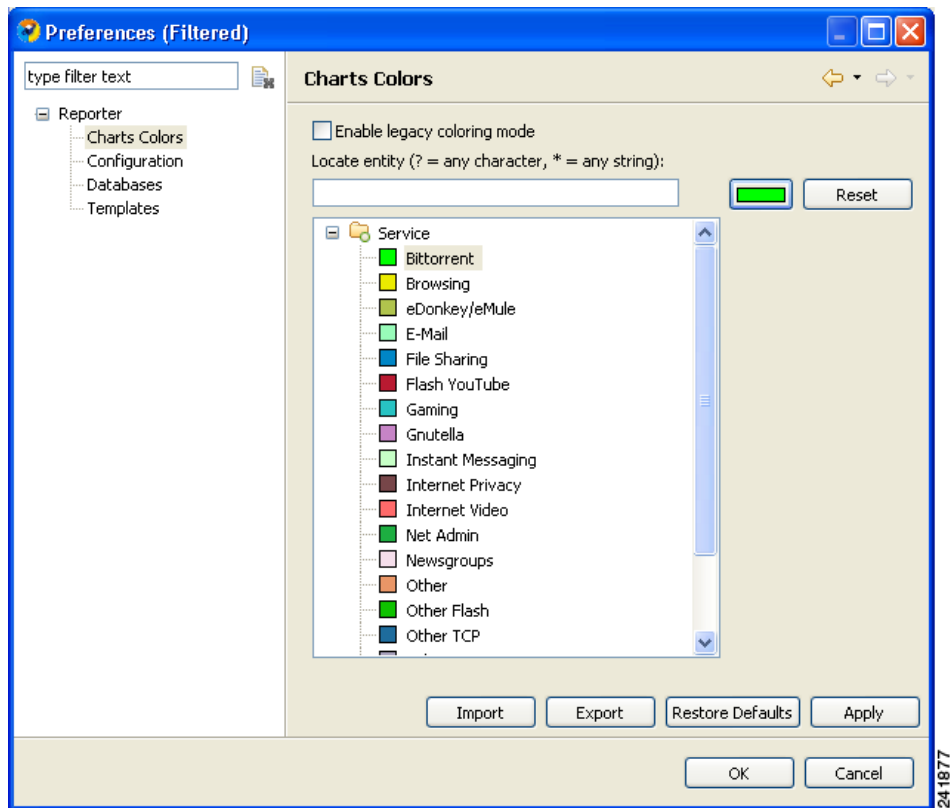 Preferences (Filtered)
type filter text
Reporter
Charts Colors
Configuration
Databases
Templates
Charts Colors
Enable legacy coloring mode
Locate entity (? = any character, * = any string):
Reset
Service
Bittorrent
Browsing
eDonkey/eMule
E-Mail
File Sharing
Flash YouTube
Gaming
Gnutella
Instant Messaging
Internet Privacy
Internet Video
Net Admin
Newsgroups
Other
Other Flash
Other TCP
Import
Export
Restore Defaults
Apply
OK
Cancel
241877